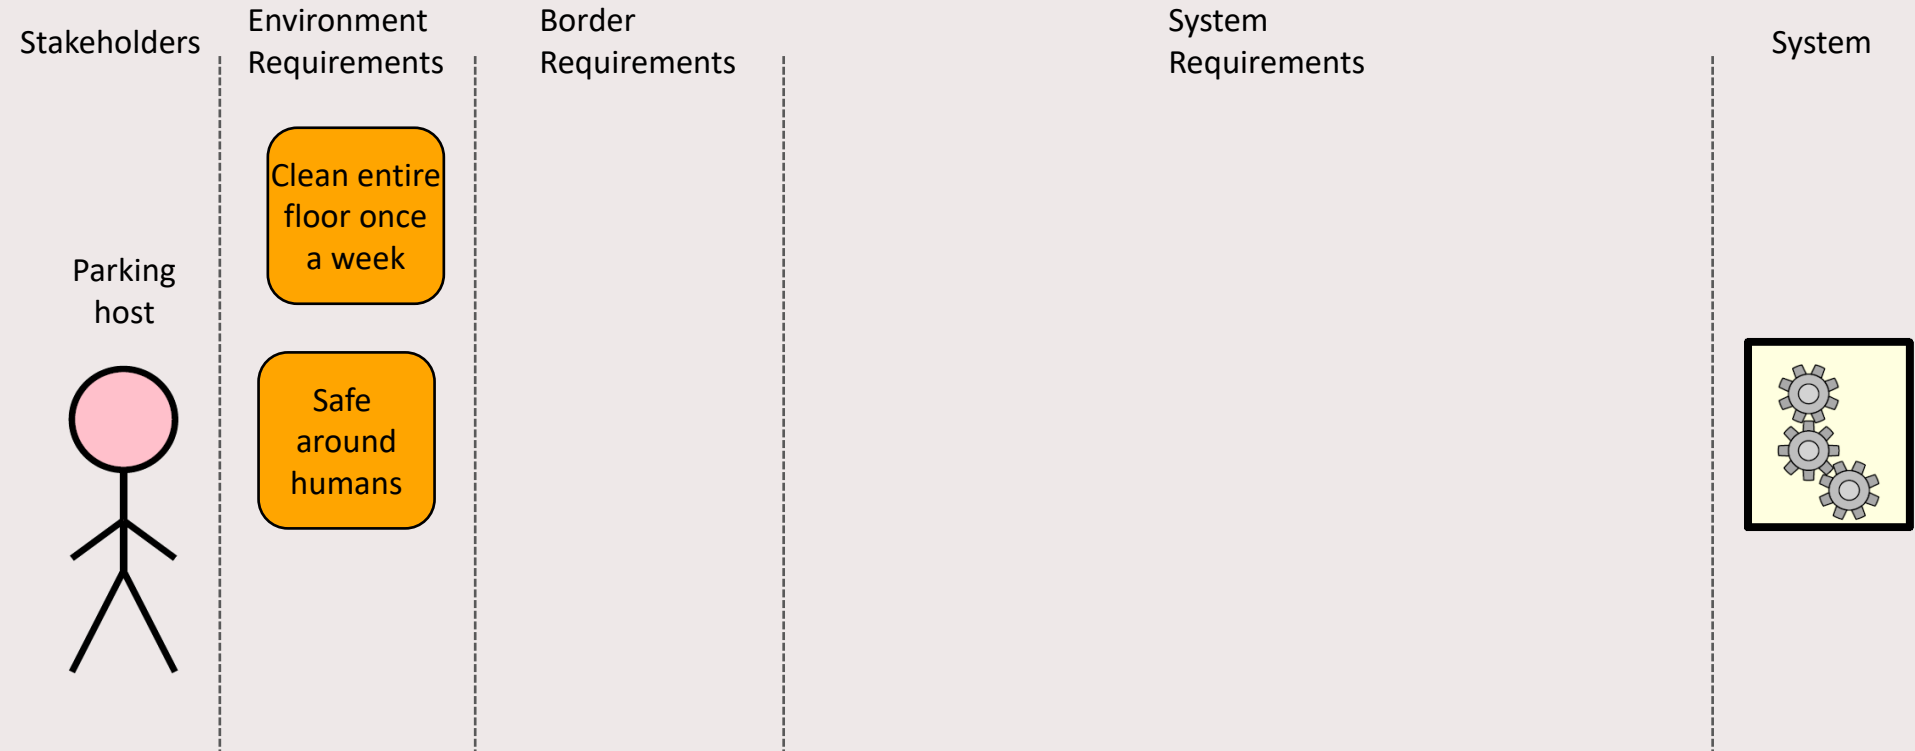 Stakeholders
Environment
Requirements
Border
Requirements
System
Requirements
System
Clean entire
floor once
a week
Parking
host
Safe
around
humans